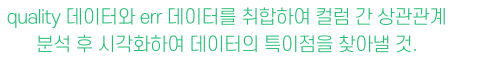 quality 데이터와 err 데이터를 취합하여 컬럼 간 상관관계
분석 후 시각화하여 데이터의 특이점을 찾아낼 것.